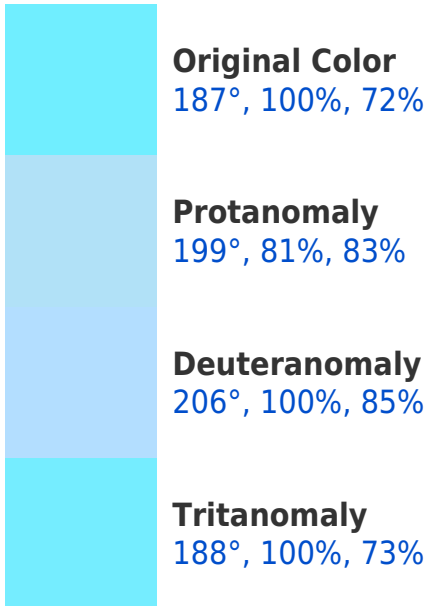 Original Color
187°, 100%, 72%
Protanomaly
199°, 81%, 83%
Deuteranomaly
206°, 100%, 85%
Tritanomaly
188°, 100%, 73%